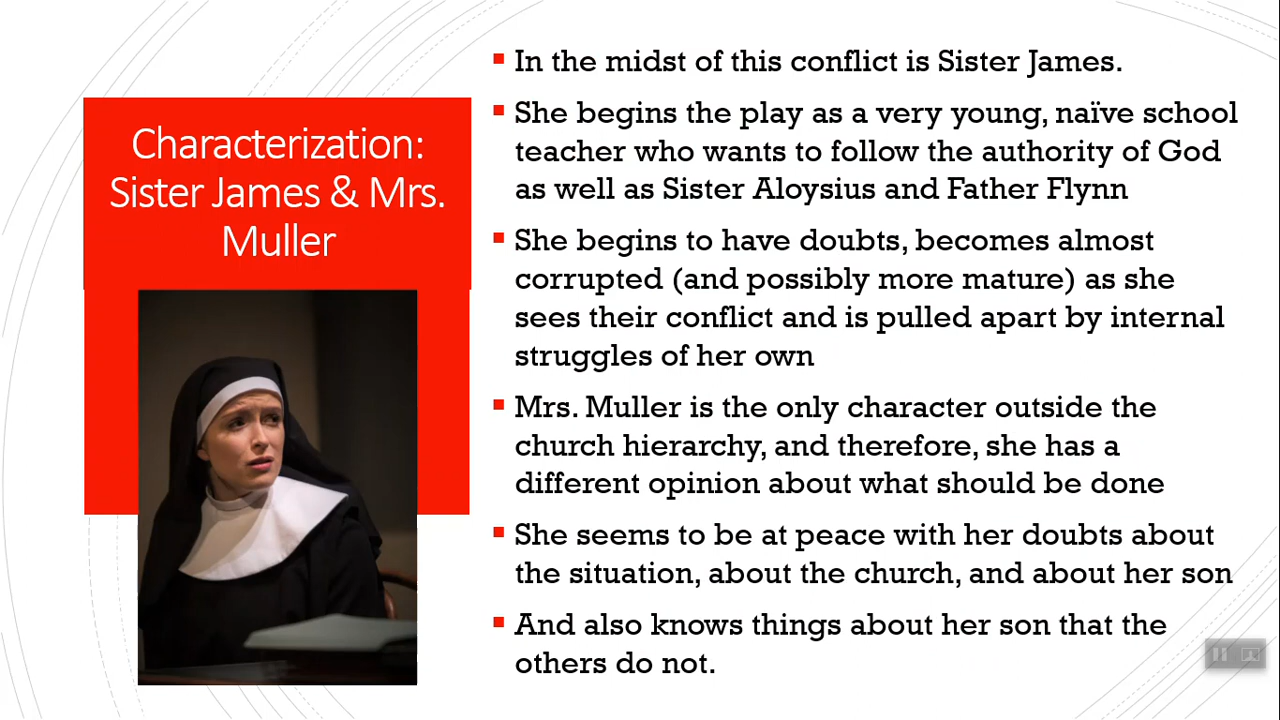 Characterization:
Sister James & Mrs.
Muller
In the midst of this conflict is Sister James.
She begins the play as a very young, naïve school
teacher who wants to follow the authority of God
as well as Sister Aloysius and Father Flynn
She begins to have doubts, becomes almost
corrupted (and possibly more mature) as she
sees their conflict and is pulled apart by internal
struggles of her own
Mrs. Muller is the only character outside the
church hierarchy, and therefore, she has a
different opinion about what should be done
She seems to be at peace with her doubts about
the situation, about the church, and about her son
And also knows things about her son that the
others do not.